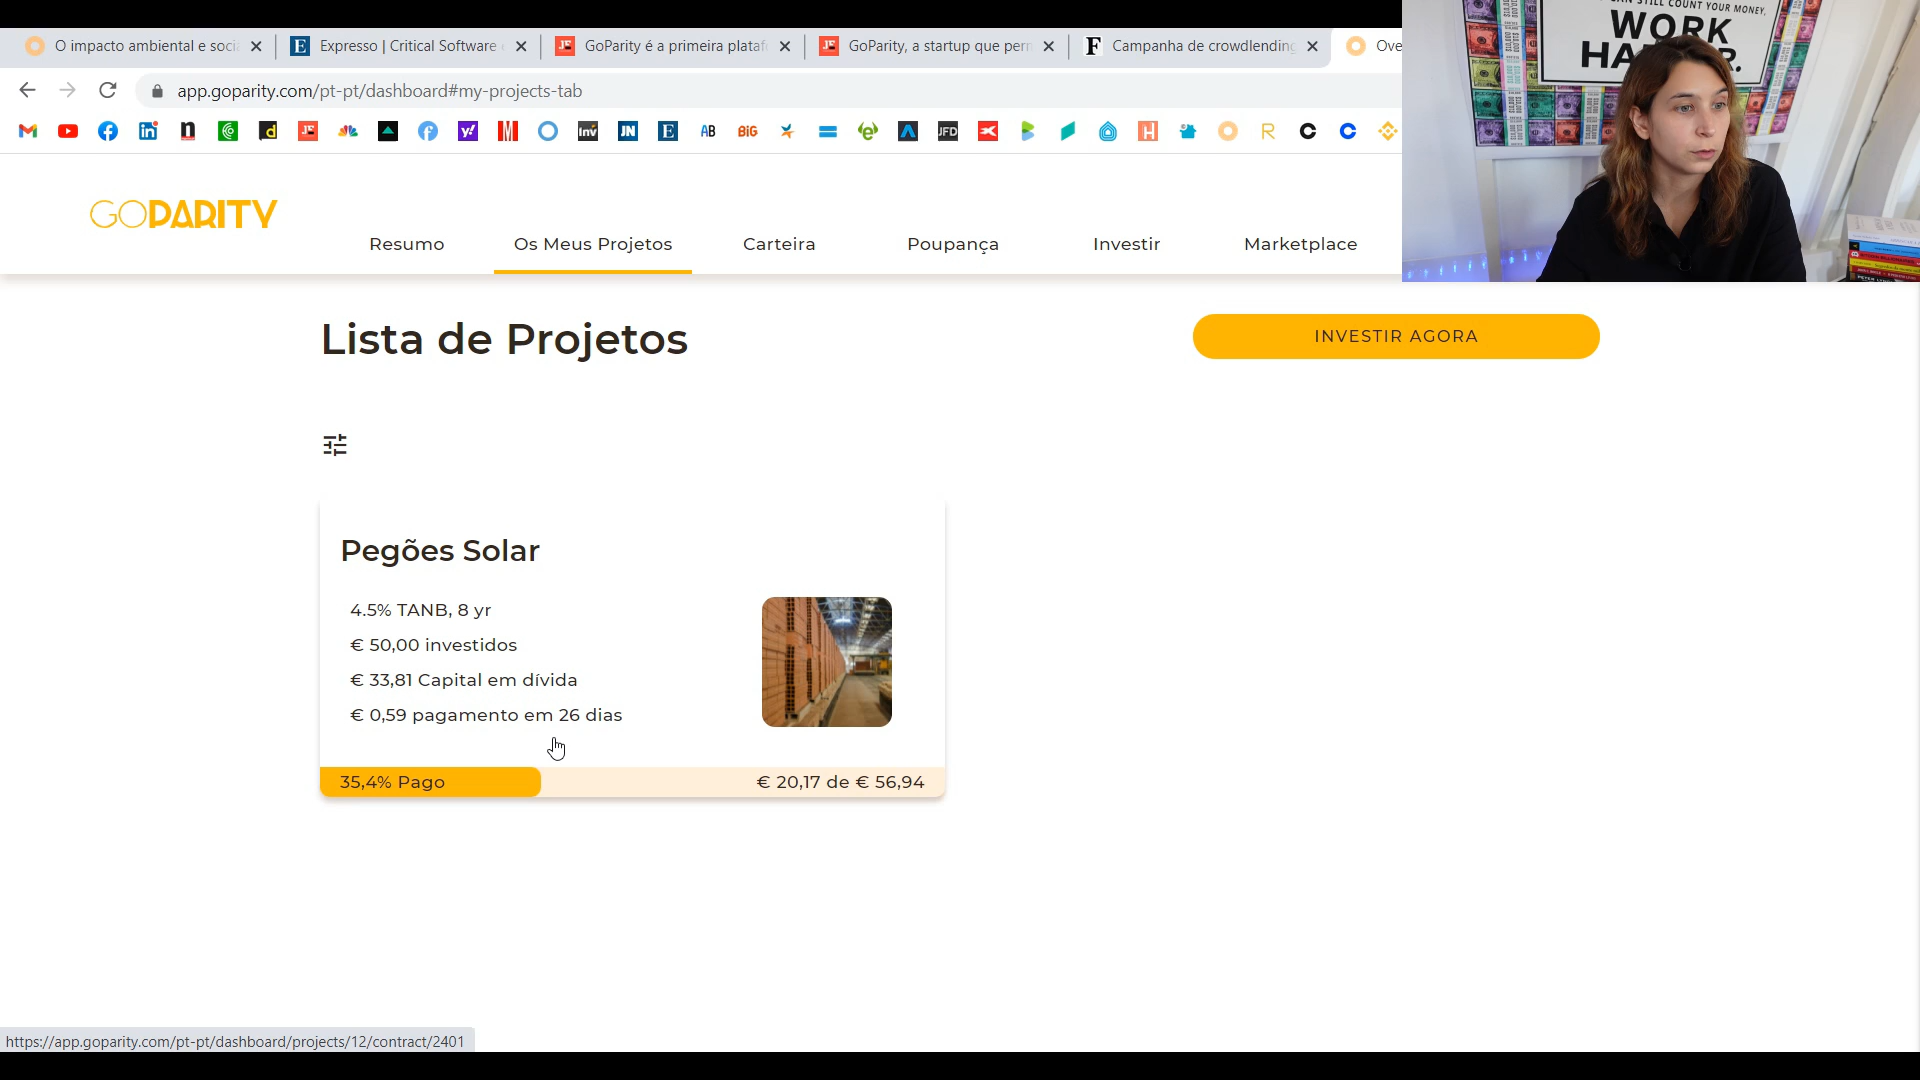 O impacto ambiental e soci
Expresso | Critical Software
GoParity é a primeira plataf
GoParity, a startup que perm
Campanha de crowdlending
Ove
app.goparity.com/pt-pt/dashboard#my-projects-tab
STILL COUNT YOUR MONEY,
WORK
GOPARITY
Resumo
Os Meus Projetos
Carteira
Poupança
Investir
Marketplace
Lista de Projetos
INVESTIR AGORA
Pegões Solar
4.5% TANB, 8 yr
€ 50,00 investidos
€ 33,81 Capital em dívida
€ 0,59 pagamento em 26 dias
35,4% Pago
€ 20,17 de € 56,94
https://app.goparity.com/pt-pt/dashboard/projects/12/contract/2401